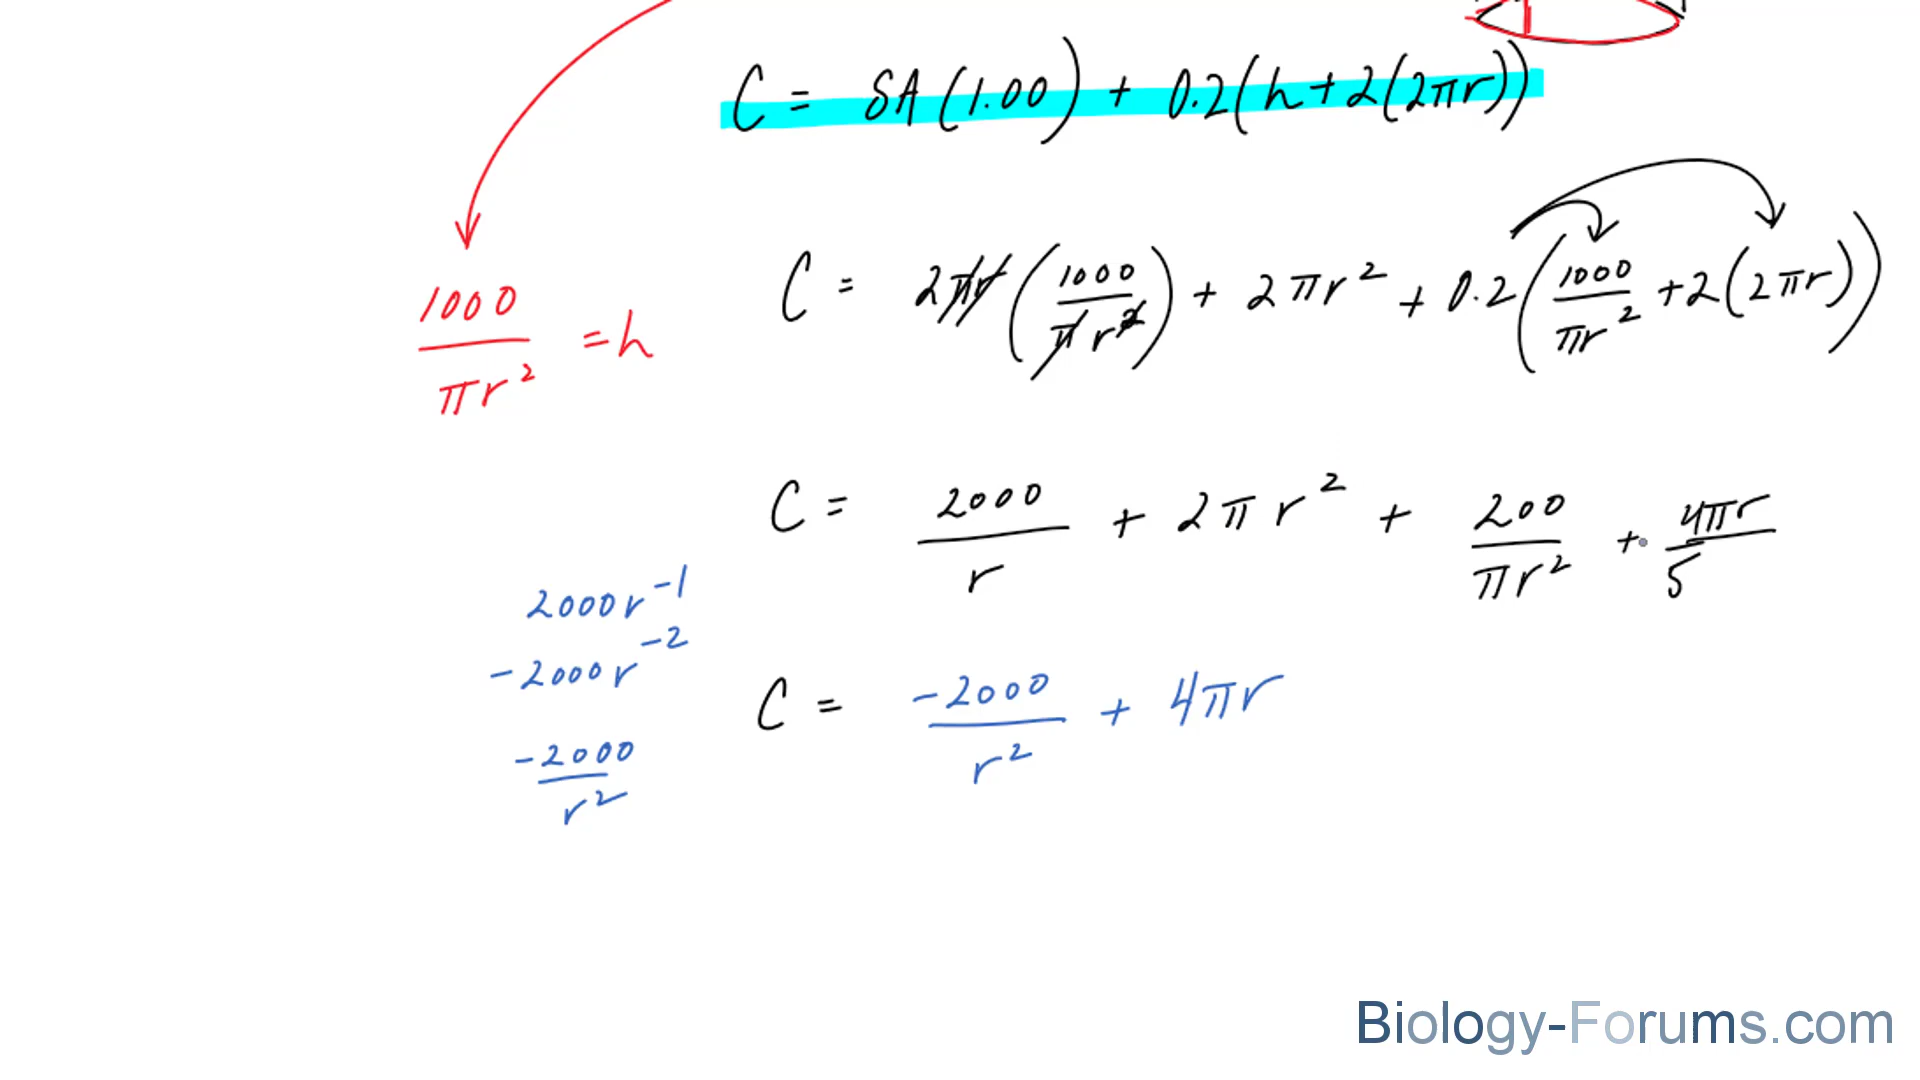 C = SA(1.00) + 0.2(h+2(2πr))
C = 2πr(1000/πr²) + 2πr² + 0.2(1000/πr² +2(2πr))
1000/πr² = h
C = 2000/r + 2πr² + 200/πr² + 4πr/5
2000r⁻¹
-2000r⁻²
C = -2000/r² + 4πr
-2000/r²
Biology-Forums.com